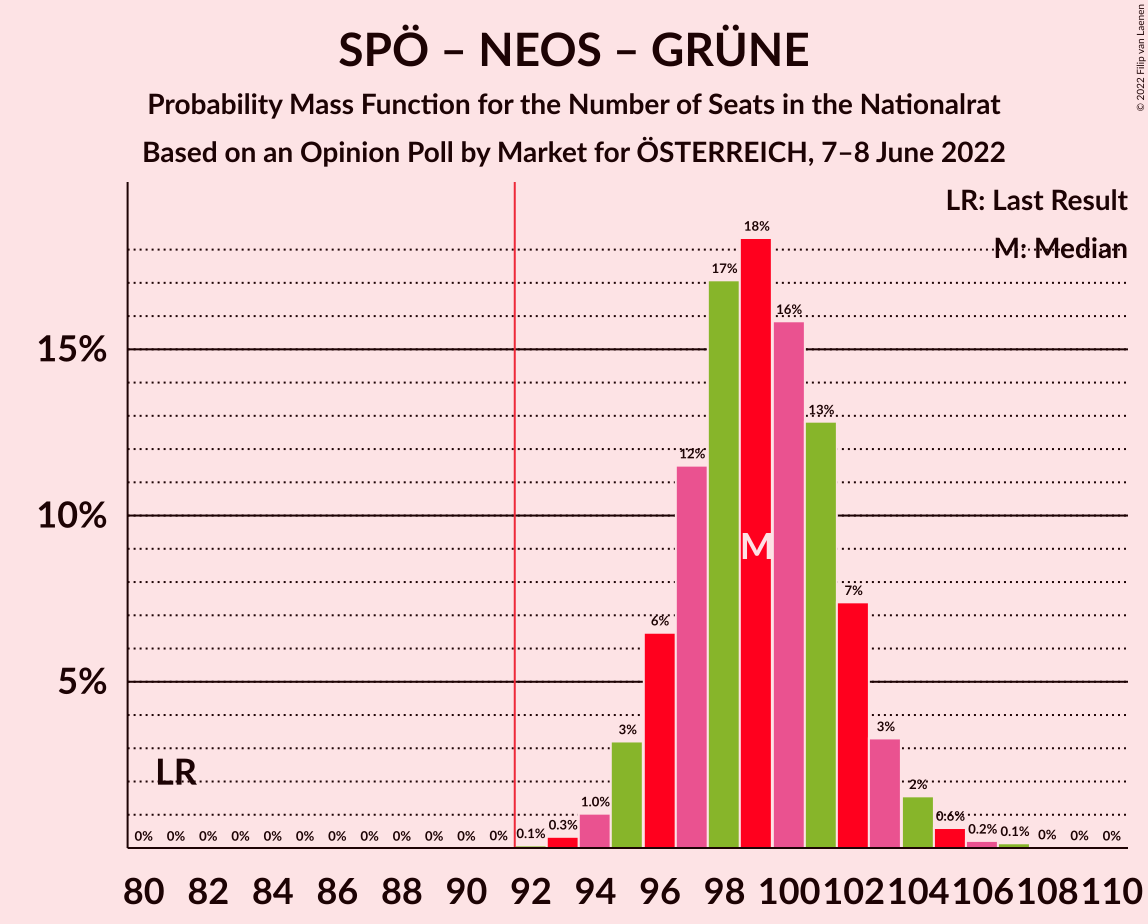 SPÖ – NEOS – GRÜNE
Probability Mass Function for the Number of Seats in the Nationalrat
Based on an Opinion Poll by Market for ÖSTERREICH, 7–8 June 2022
© 2022 Filip van Laenen
LR: Last Result
M: Median
18%
17%
16%
15%
13%
12%
10%
M
7%
6%
5%
3%
3%
LR
2%
1.0%
0% 0% 0% 0% 0% 0% 0% 0% 0% 0% 0% 0% 0.1% 0.3% 0.6% 0.2% 0.1% 0% 0% 0%
80 82 84 86 88 90 92 94 96 98 100 102 104 106 108 110